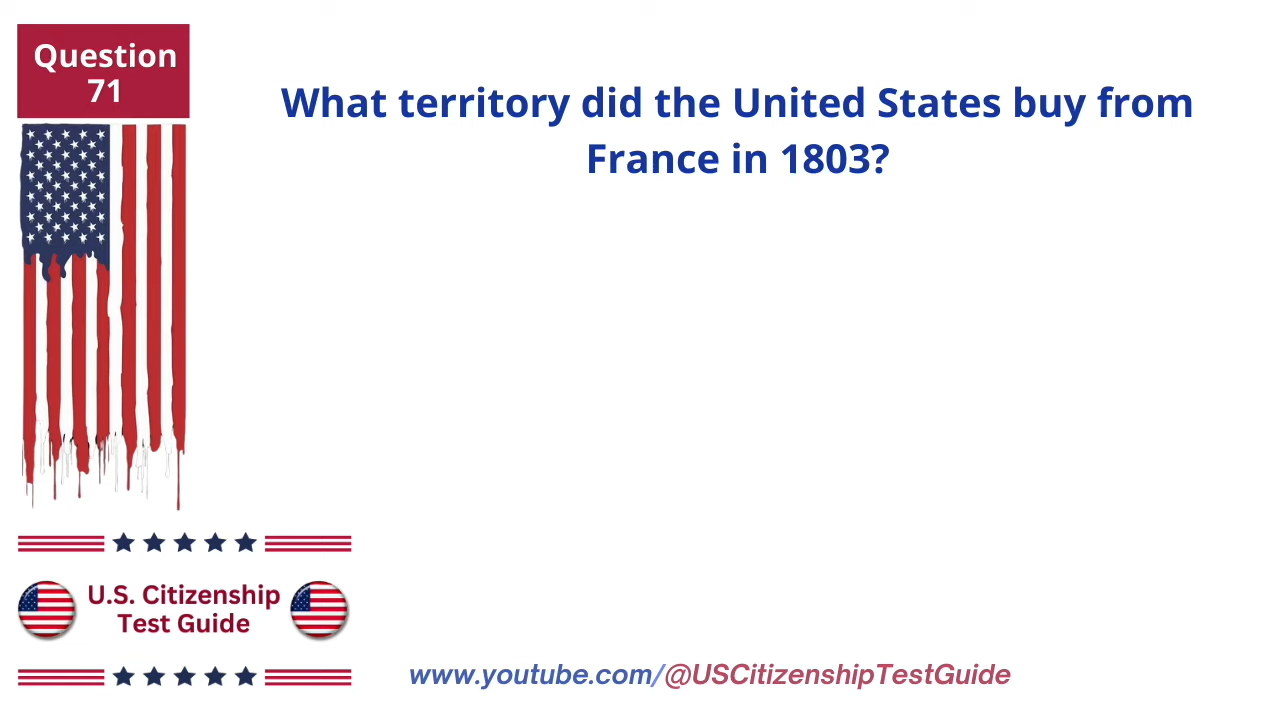 Question
71
What territory did the United States buy from
France in 1803?
U.S. Citizenship
Test Guide
www.youtube.com/@USCitizenshipTestGuide